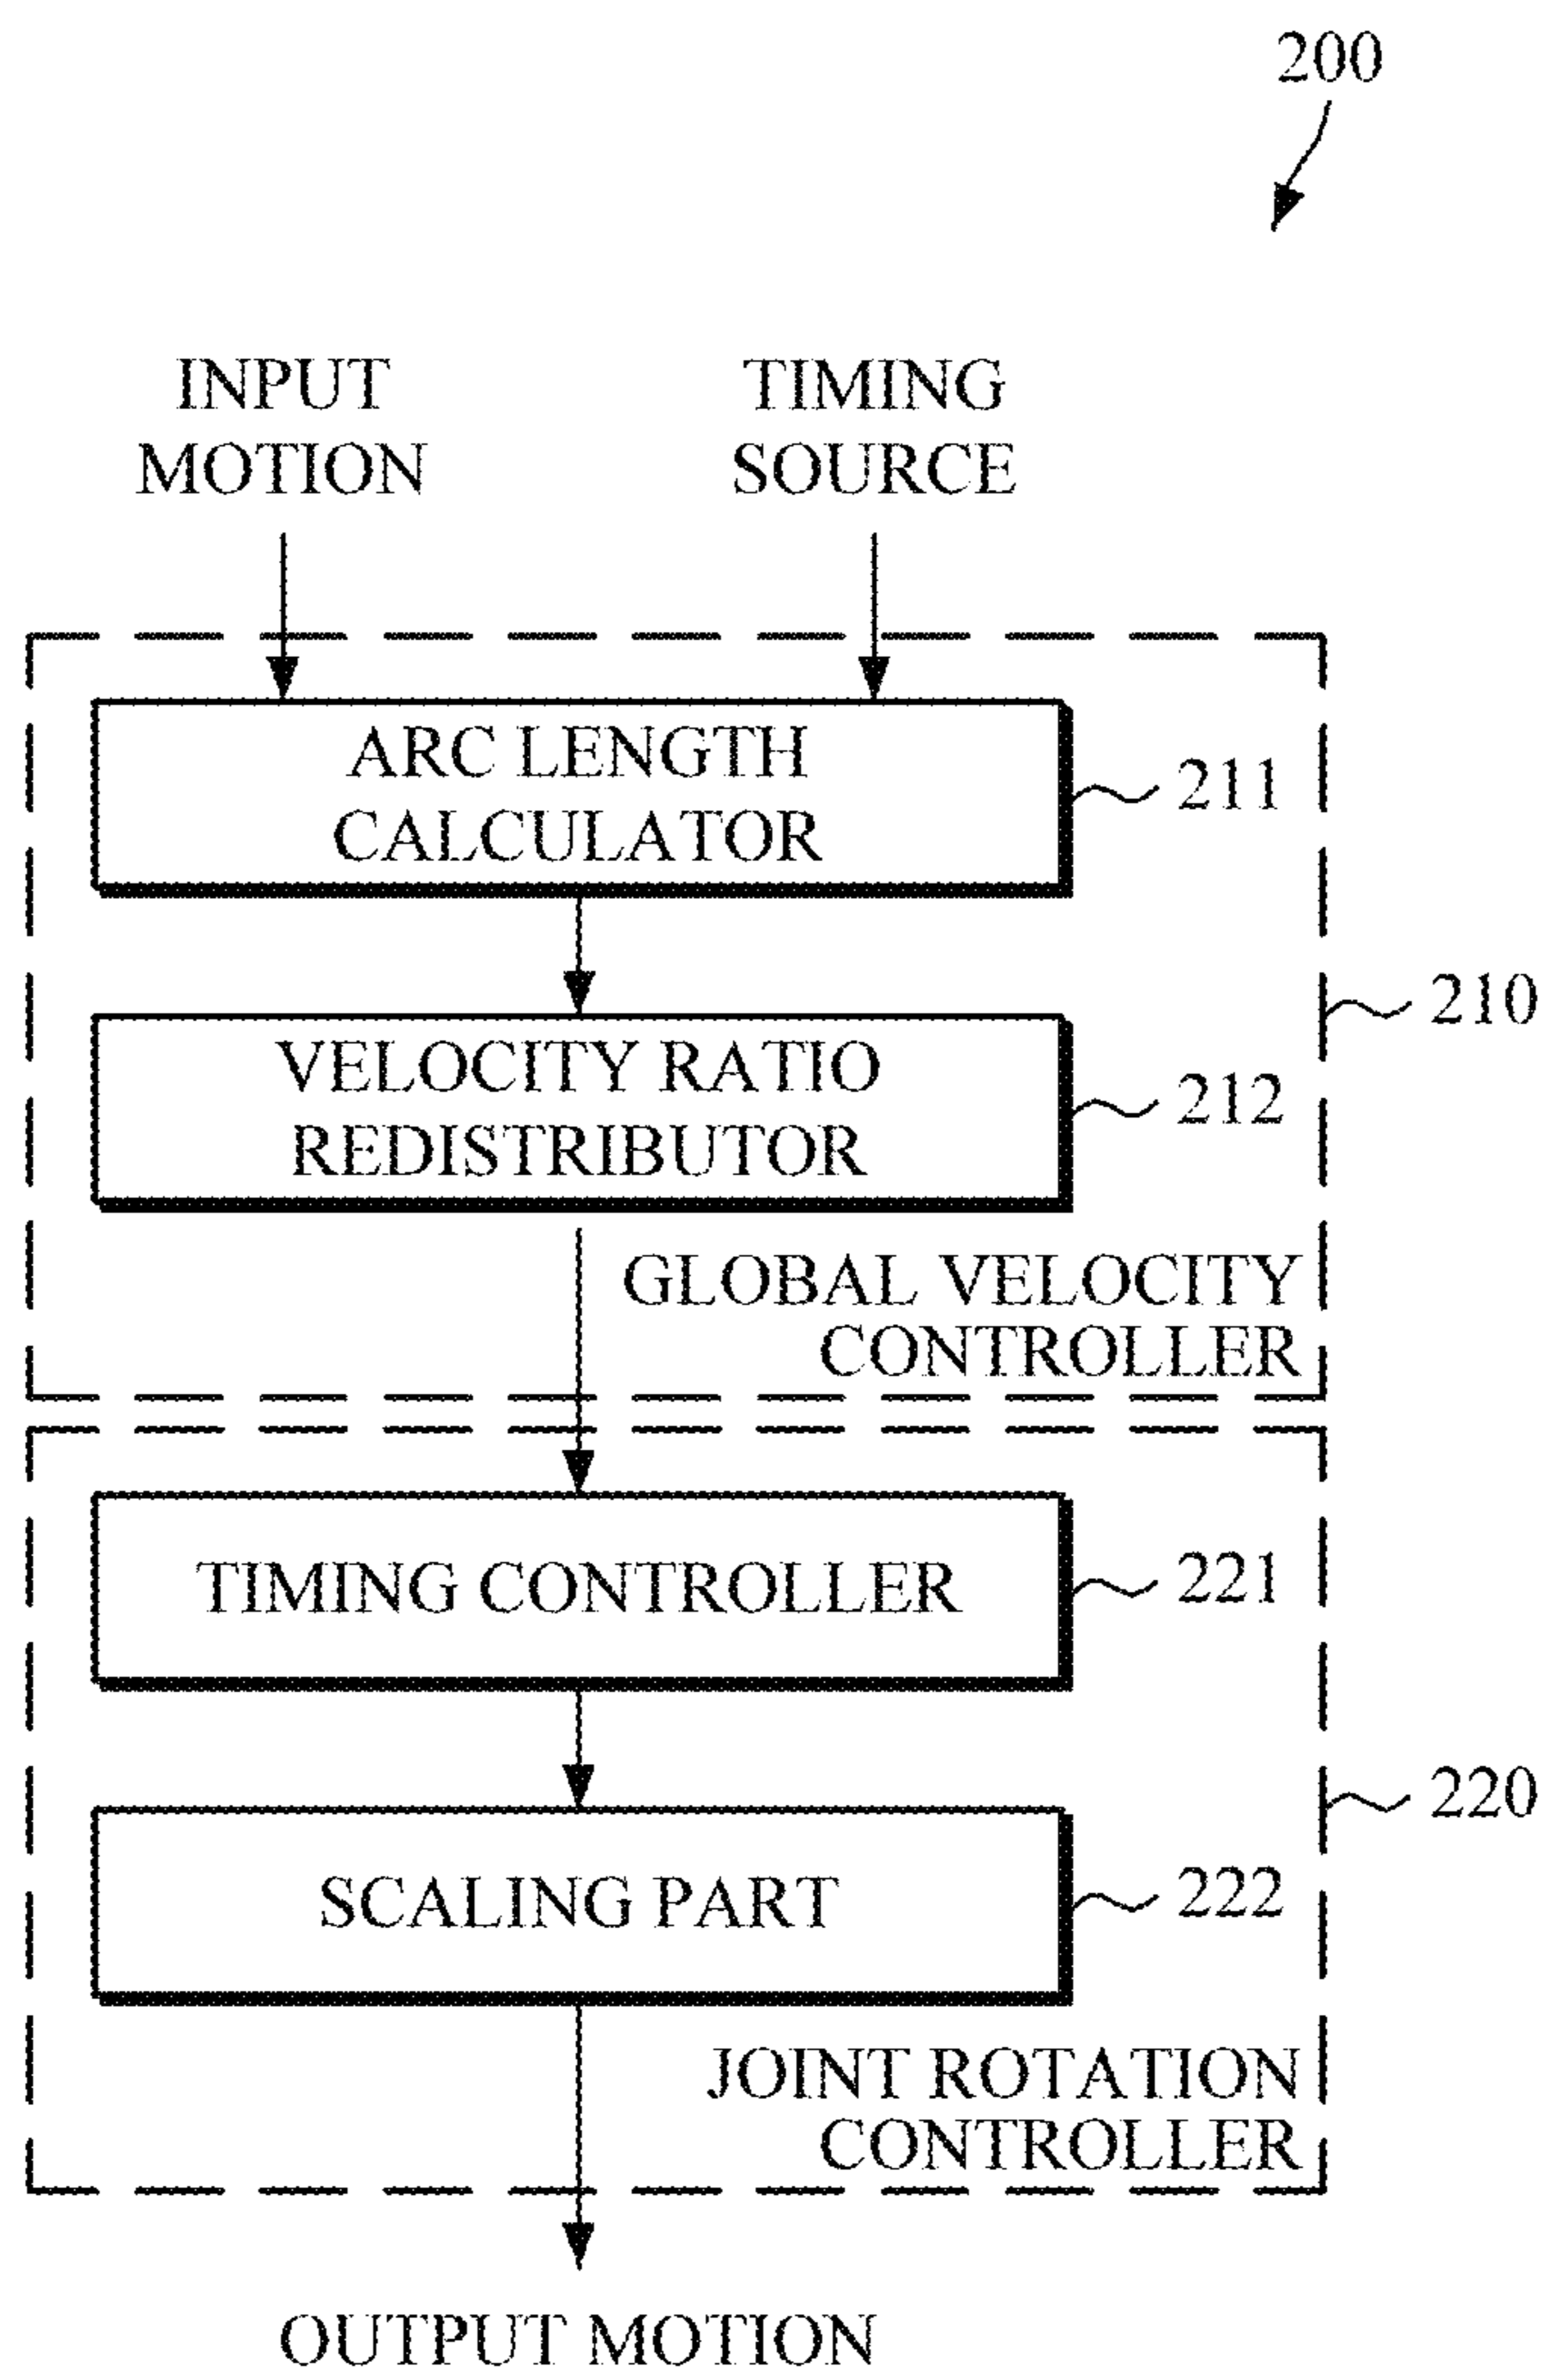 200
INPUT
MOTION
TIMING
SOURCE
ARC LENGTH
CALCULATOR
211
210
VELOCITY RATIO
REDISTRIBUTOR
212
GLOBAL VELOCITY
CONTROLLER
TIMING CONTROLLER
221
220
SCALING PART
222
JOINT ROTATION
CONTROLLER
OUTPUT MOTION